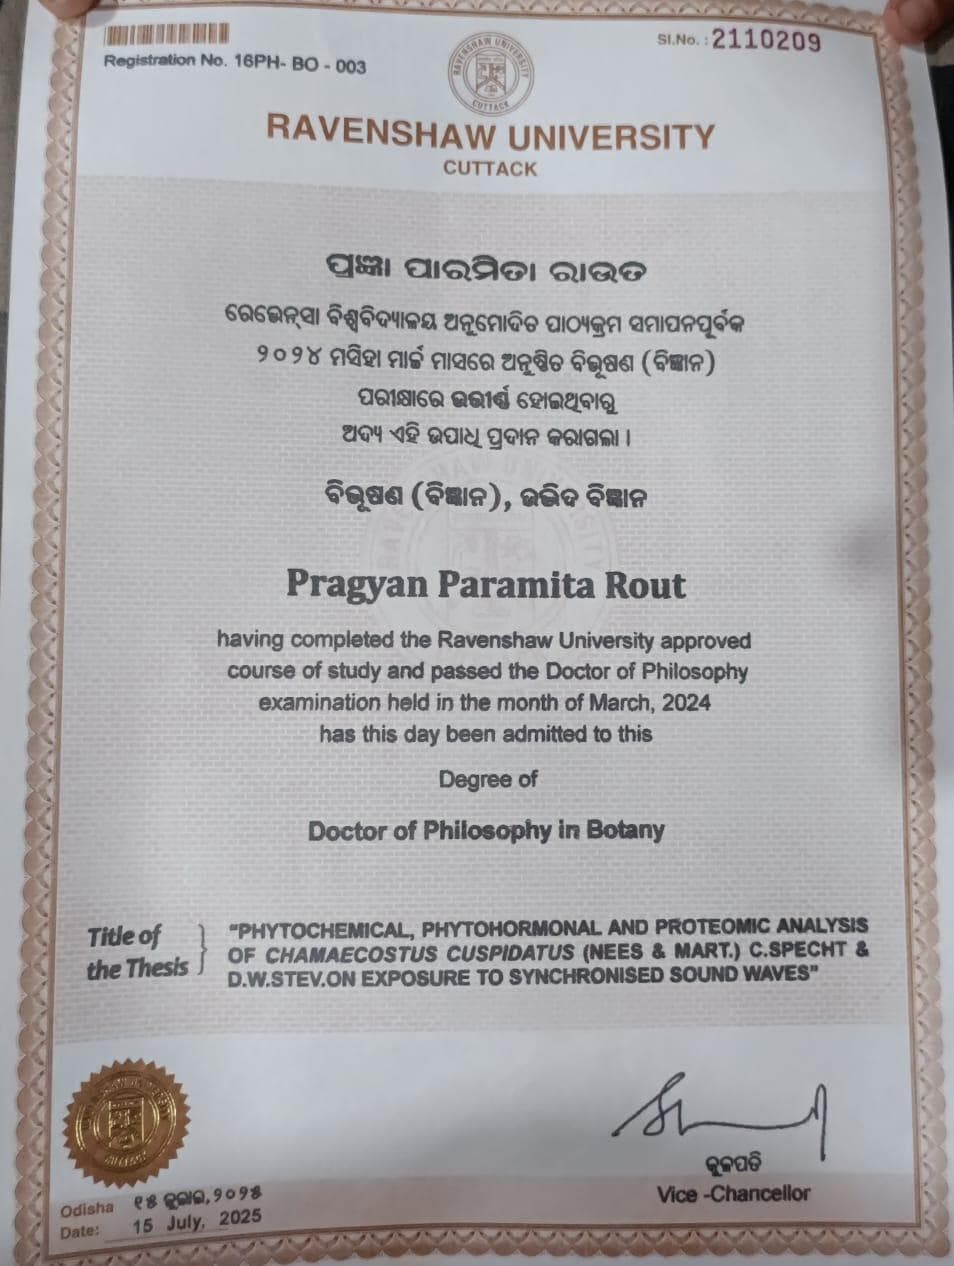 Registration No. 16PH- BO - 003
Sl.No. : 2110209
RAVENSHAW UNIVERSITY
CUTTACK
RAVENSHAW UNIVERSITY
CUTTACK
ପ୍ରଜ୍ଞା ପାରମିତା ରାଉତ
ରେଭେନ୍ସା ବିଶ୍ୱବିଦ୍ୟାଳୟ ଅନୁମୋଦିତ ପାଠ୍ୟକ୍ରମ ସମାପନପୂର୍ବକ
୨୦୨୪ ମସିହା ମାର୍ଚ୍ଚ ମାସରେ ଅନୁଷ୍ଠିତ ବିଭୂଷଣ (ବିଜ୍ଞାନ)
ପରୀକ୍ଷାରେ ଉତ୍ତୀର୍ଣ୍ଣ ହୋଇଥିବାରୁ
ଅଦ୍ୟ ଏହି ଉପାଧି ପ୍ରଦାନ କରାଗଲା ।
ବିଭୂଷଣ (ବିଜ୍ଞାନ), ଉଦ୍ଭିଦ ବିଜ୍ଞାନ
Pragyan Paramita Rout
having completed the Ravenshaw University approved
course of study and passed the Doctor of Philosophy
examination held in the month of March, 2024
has this day been admitted to this
Degree of
Doctor of Philosophy in Botany
Title of
the Thesis
"PHYTOCHEMICAL, PHYTOHORMONAL AND PROTEOMIC ANALYSIS
OF CHAMAECOSTUS CUSPIDATUS (NEES & MART.) C.SPECHT &
D.W.STEV.ON EXPOSURE TO SYNCHRONISED SOUND WAVES"
କୁଳପତି
Vice -Chancellor
Odisha ୧୫ ଜୁଲାଇ, ୨୦୨୫
Date: 15 July, 2025